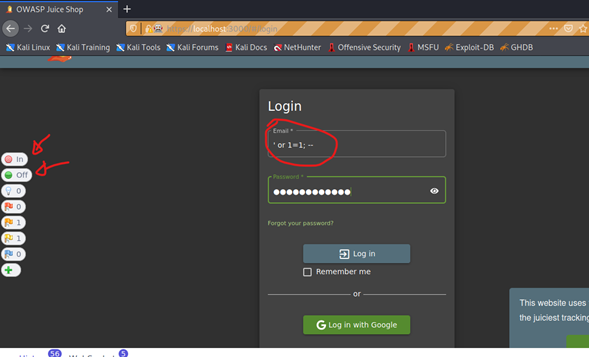 OWASP Juice Shop
localhost:3000/#/login
Kali Linux Kali Training Kali Tools Kali Forums Kali Docs NetHunter Offensive Security MSFU Exploit-DB GHDB
Login
Email *
' or 1=1; --
Password *
Forgot your password?
Log in
Remember me
or
G Log in with Google
In
Off
0
0
1
1
0
This website uses
the juiciest tracking
56
5